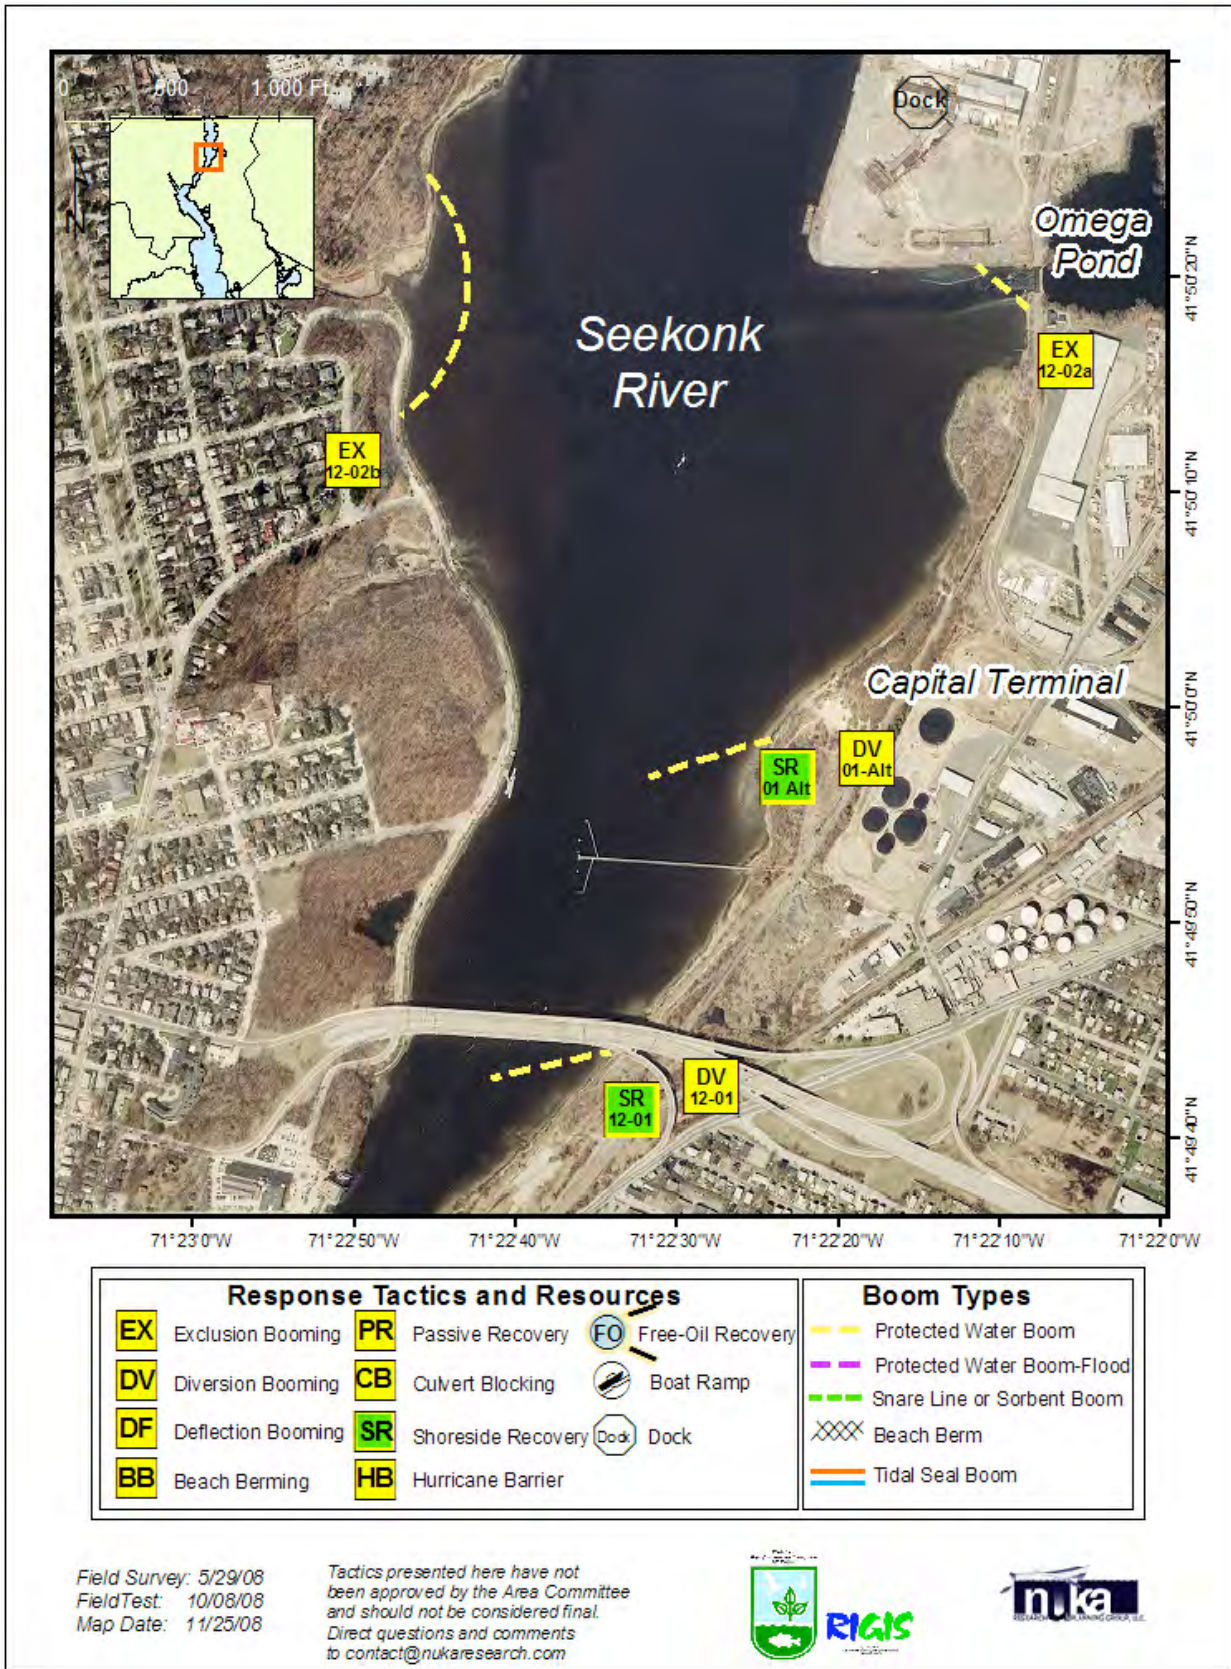 0 500 1,000 Ft.
Dock
Omega
Pond
Seekonk
River
EX
12-02a
EX
12-02b
Capital Terminal
DV
01-Alt
SR
01 Alt
DV
12-01
SR
12-01
41°50'20"N
41°50'10"N
41°50'0"N
41°49'50"N
41°49'40"N
71°23'0"W 71°22'50"W 71°22'40"W 71°22'30"W 71°22'20"W 71°22'10"W 71°22'0"W
Response Tactics and Resources
EX Exclusion Booming
DV Diversion Booming
DF Deflection Booming
BB Beach Berming
PR Passive Recovery
CB Culvert Blocking
SR Shoreside Recovery
HB Hurricane Barrier
FO Free-Oil Recovery
Boat Ramp
Dock Dock
Boom Types
Protected Water Boom
Protected Water Boom-Flood
Snare Line or Sorbent Boom
Beach Berm
Tidal Seal Boom
Field Survey: 5/29/08
FieldTest: 10/08/08
Map Date: 11/25/08
Tactics presented here have not
been approved by the Area Committee
and should not be considered final.
Direct questions and comments
to contact@nukaresearch.com
RIGIS
nuka